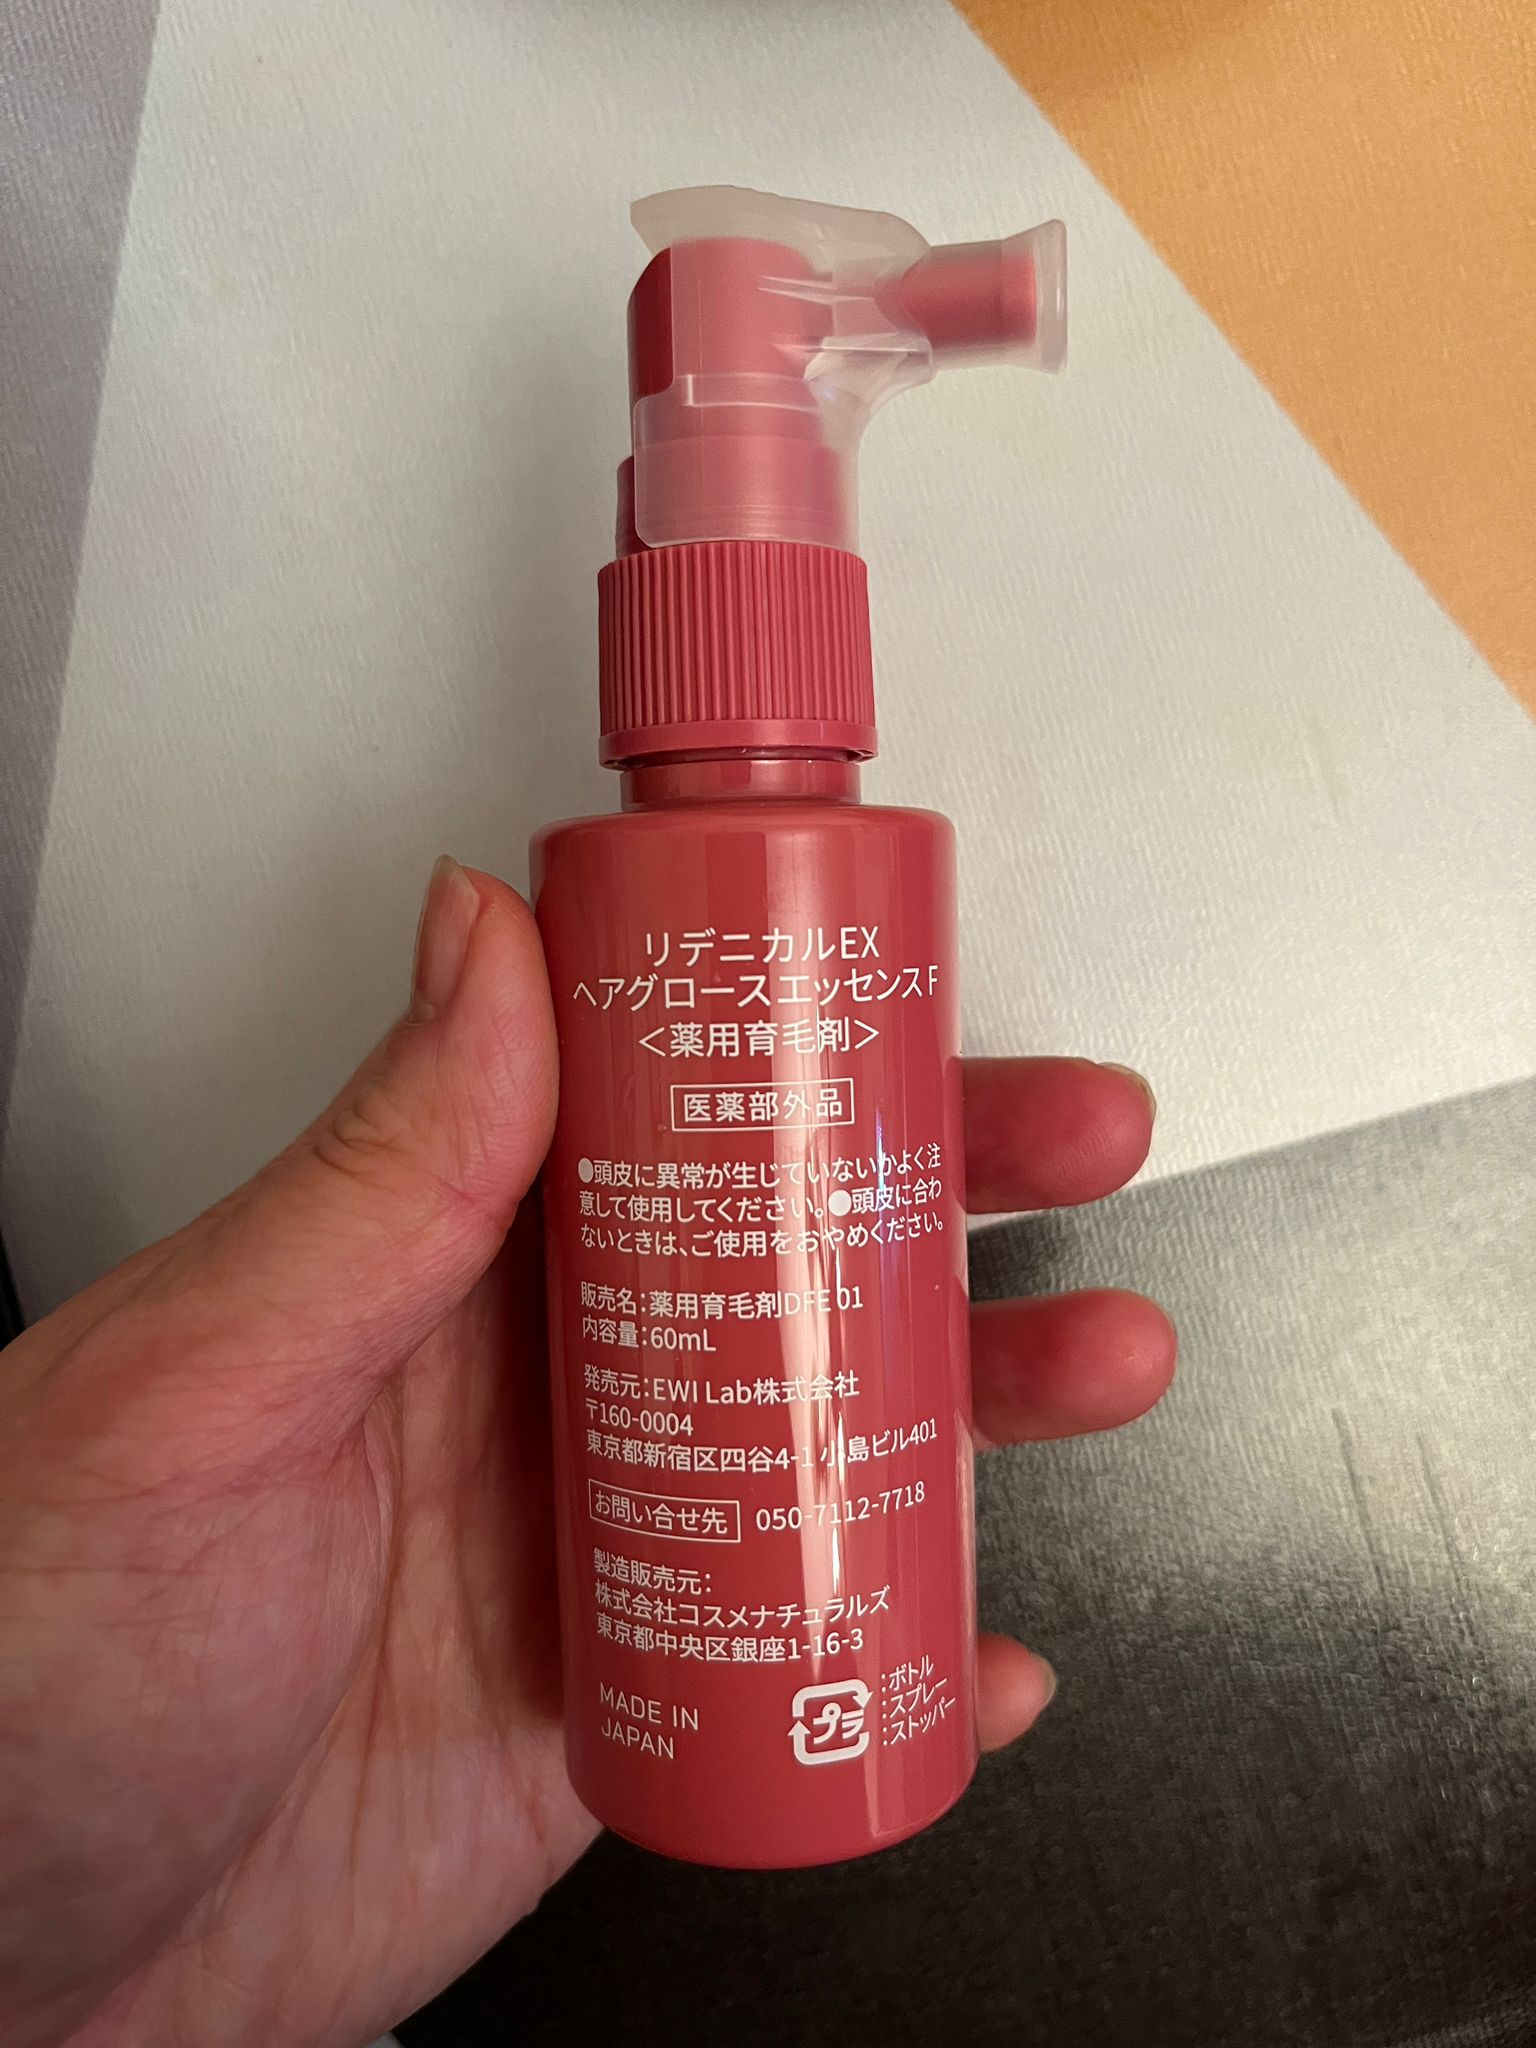 リデニカルEX
ヘアグロースエッセンスF
＜薬用育毛剤＞
医薬部外品
●頭皮に異常が生じていないかよく注
意して使用してください。●頭皮に合わ
ないときは、ご使用をおやめください。
販売名：薬用育毛剤DFE 01
内容量：60mL
発売元：EWI Lab株式会社
〒160-0004
東京都新宿区四谷4-1 小島ビル401
お問い合せ先 050-7112-7718
製造販売元：
株式会社コスメナチュラルズ
東京都中央区銀座1-16-3
MADE IN
JAPAN
プラ
：ボトル
：スプレー
：ストッパー